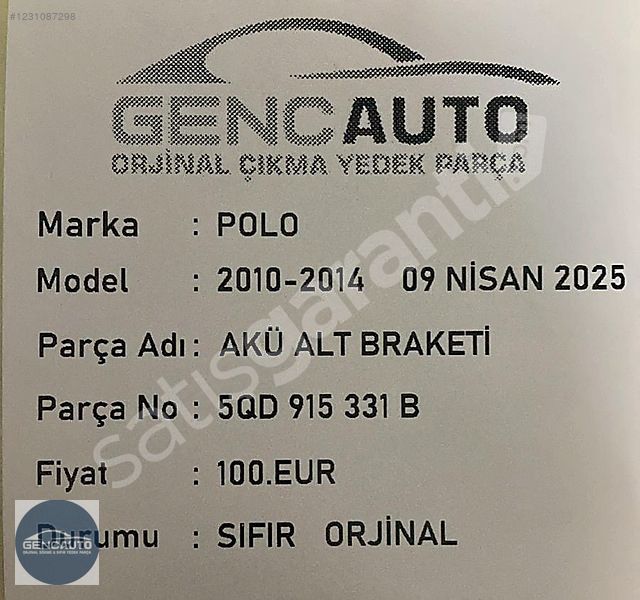 #1231087298
GENCAUTO
ORJİNAL ÇIKMA YEDEK PARÇA
Marka : POLO
Model : 2010-2014 09 NİSAN 2025
Parça Adı : AKÜ ALT BRAKETİ
Parça No : 5QD 915 331 B
Fiyat : 100.EUR
Durumu : SIFIR ORJİNAL
satışgaranti
GENCAUTO